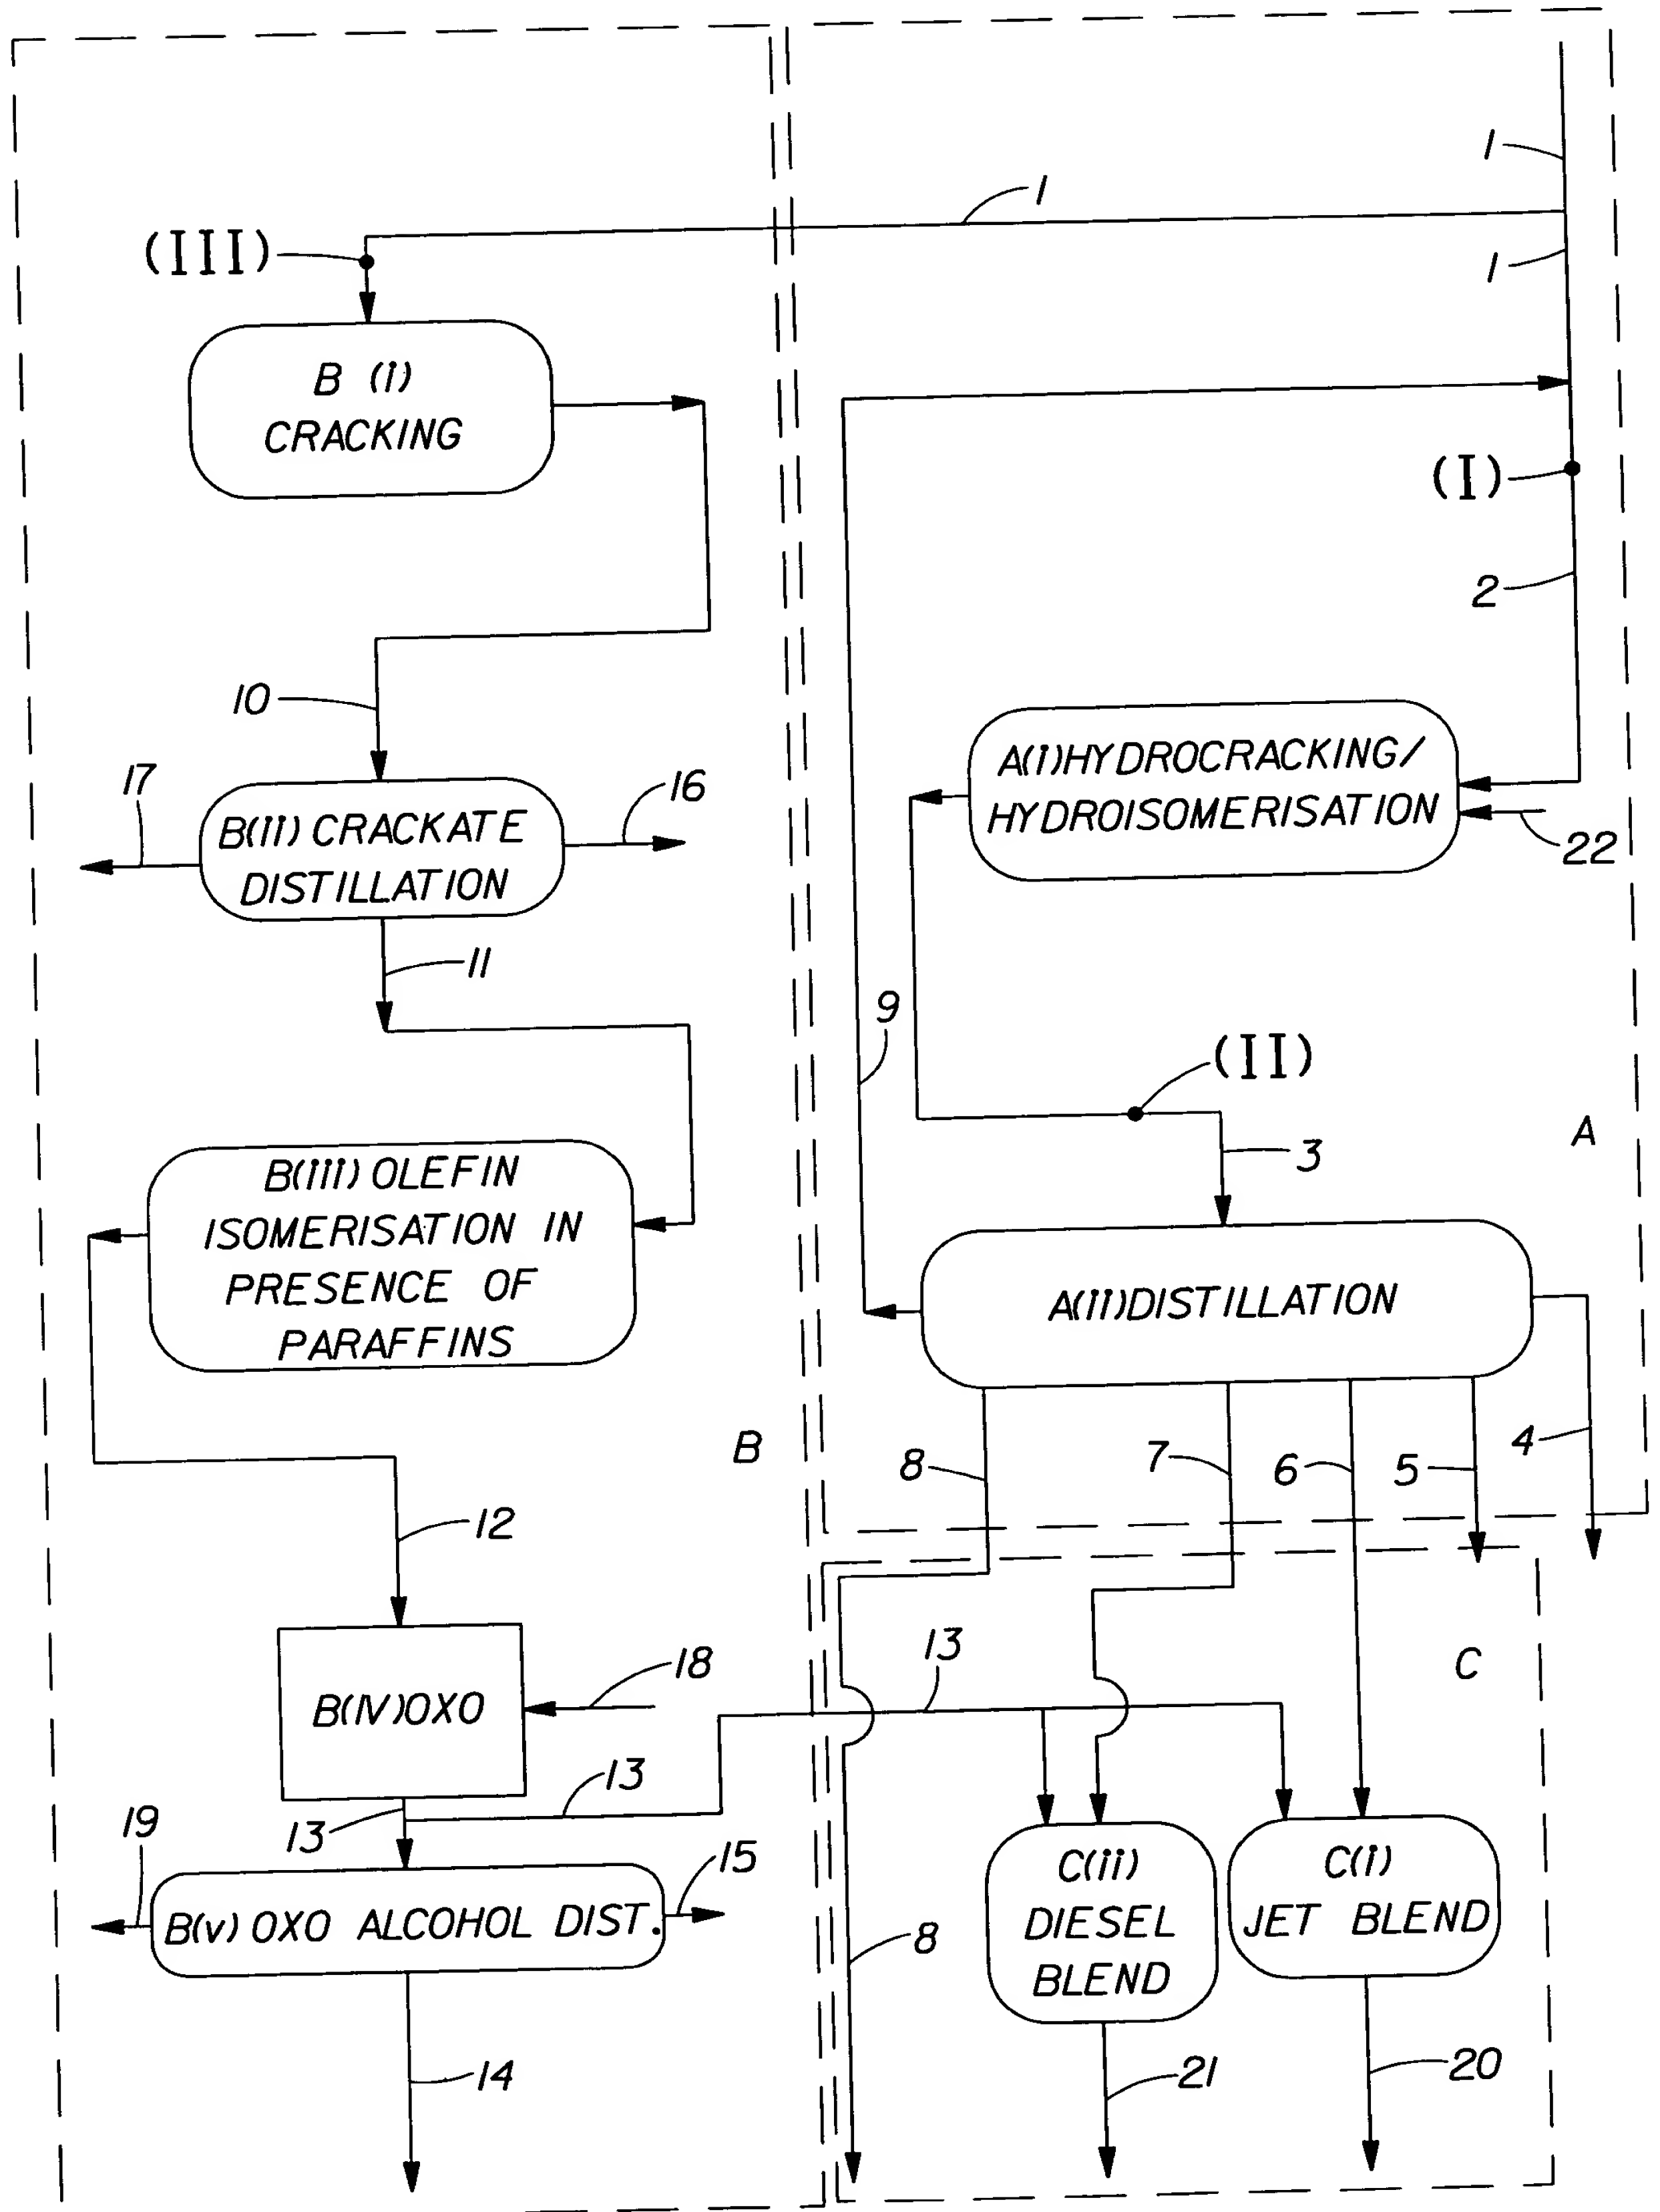 1
1
(III)
1
B (i)
CRACKING
(I)
2
10
A(i)HYDROCRACKING/
HYDROISOMERISATION
17
16
22
B(ii) CRACKATE
DISTILLATION
11
9
(II)
A
3
B(iii) OLEFIN
ISOMERISATION IN
PRESENCE OF
PARAFFINS
A(ii)DISTILLATION
B
8
7
6
5
4
12
13
C
18
B(iv)OXO
13
19
13
15
C(ii)
DIESEL
BLEND
C(i)
JET BLEND
B(v) OXO ALCOHOL DIST.
8
14
21
20